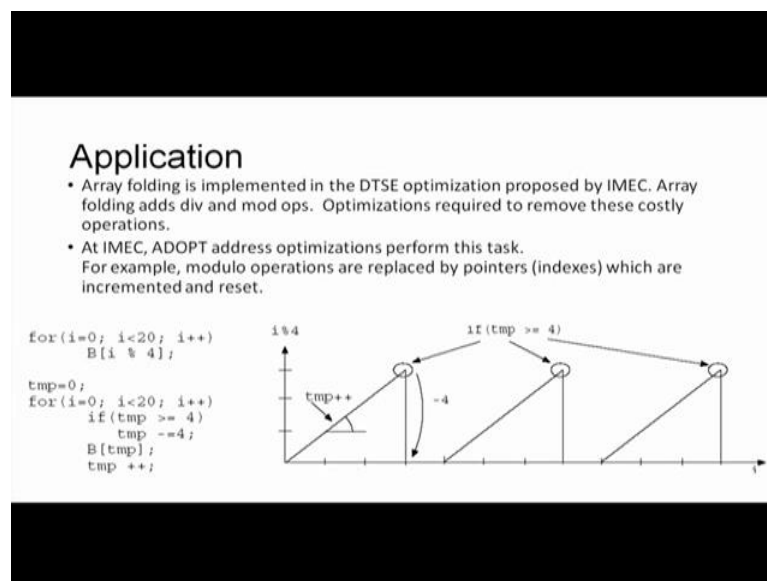 Application
• Array folding is implemented in the DTSE optimization proposed by IMEC. Array
folding adds div and mod ops. Optimizations required to remove these costly
operations.
• At IMEC, ADOPT address optimizations perform this task.
For example, modulo operations are replaced by pointers (indexes) which are
incremented and reset.
for(i=0; i<20; i++)
B[i % 4];
tmp=0;
for(i=0; i<20; i++)
if(tmp >= 4)
tmp -=4;
B[tmp];
tmp ++;
i%4
if(tmp >= 4)
tmp++
-4
i